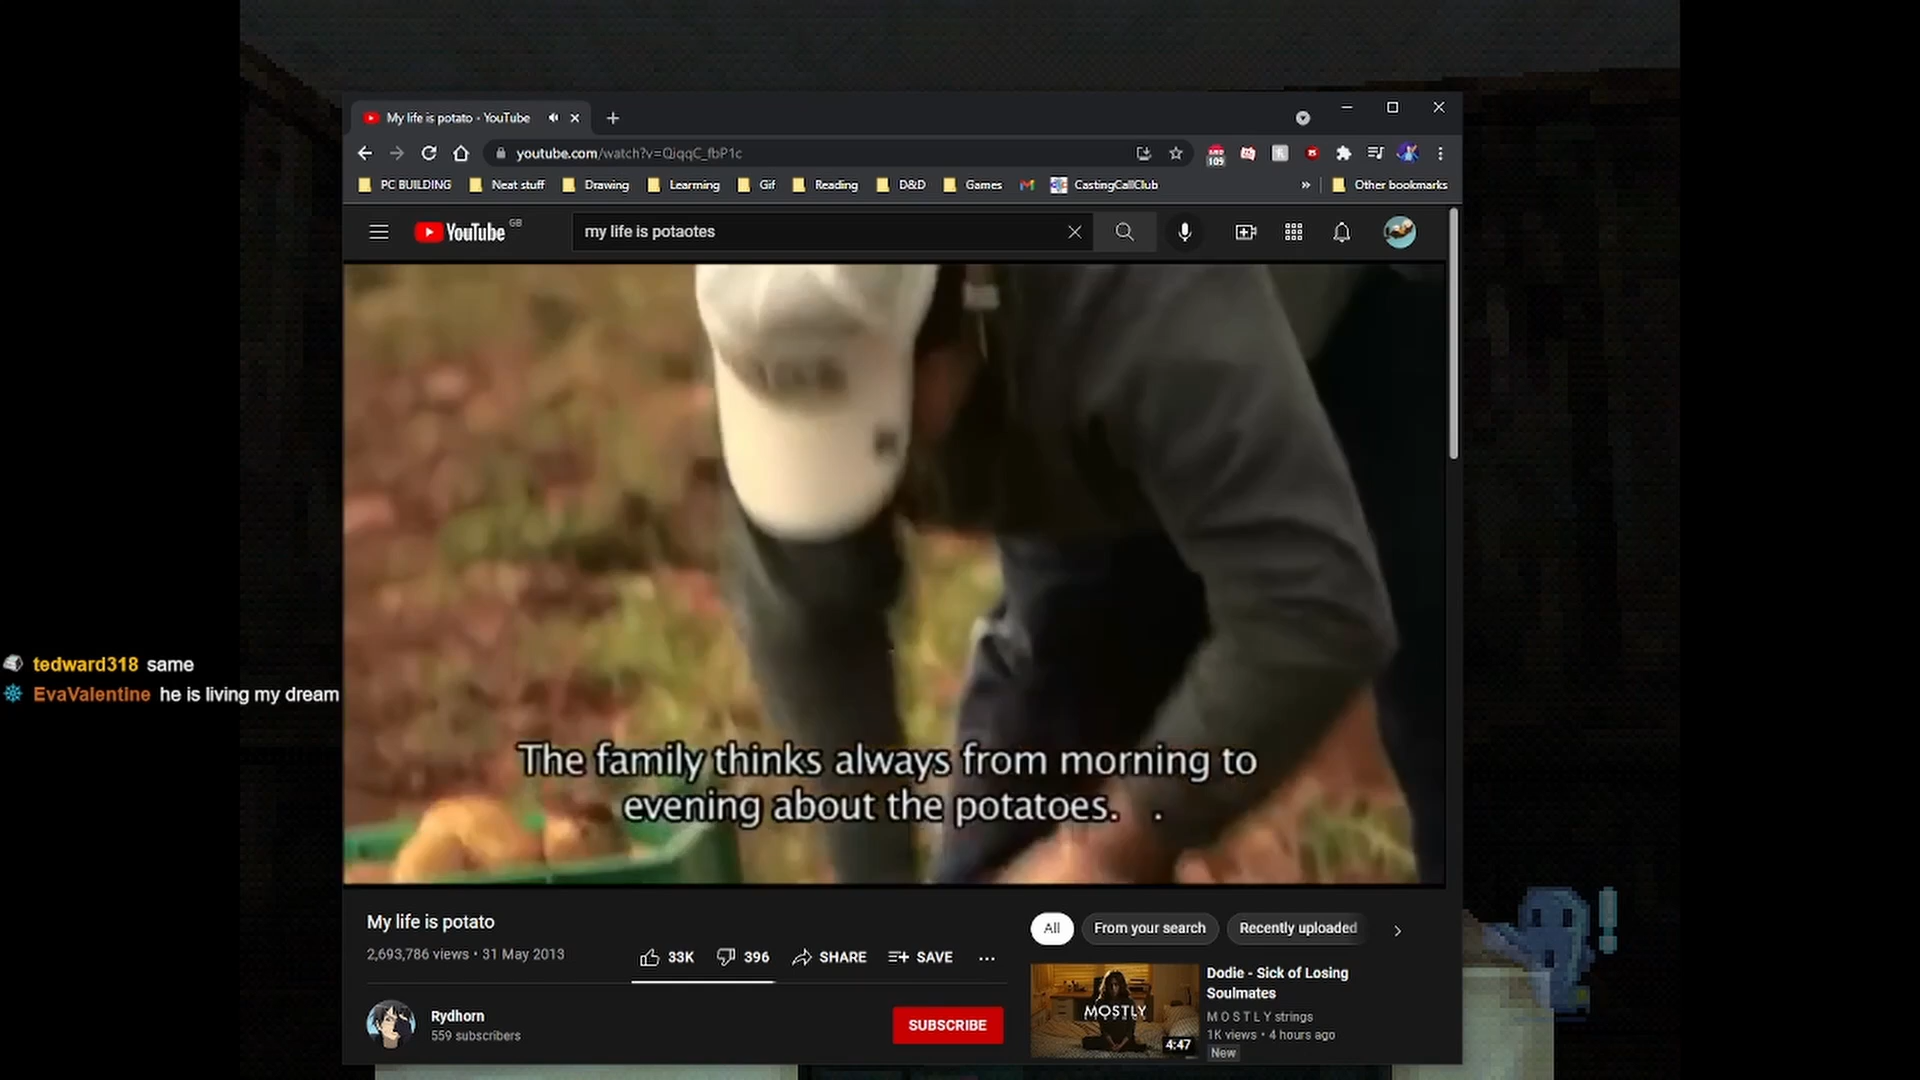 My life is potato - YouTube
youtube.com/watch?v=QiqqC_fbP1c
109
PC BUILDING Neat stuff Drawing Learning Gif Reading D&D Games CastingCallClub » Other bookmarks
YouTube GB
my life is potaotes
tedward318 same
EvaValentine he is living my dream
The family thinks always from morning to
evening about the potatoes. .
My life is potato
2,693,786 views • 31 May 2013
33K 396 SHARE SAVE ...
Rydhorn
559 subscribers
SUBSCRIBE
All From your search Recently uploaded
MOSTLY
4:47
Dodie - Sick of Losing
Soulmates
M O S T L Y strings
1K views • 4 hours ago
New